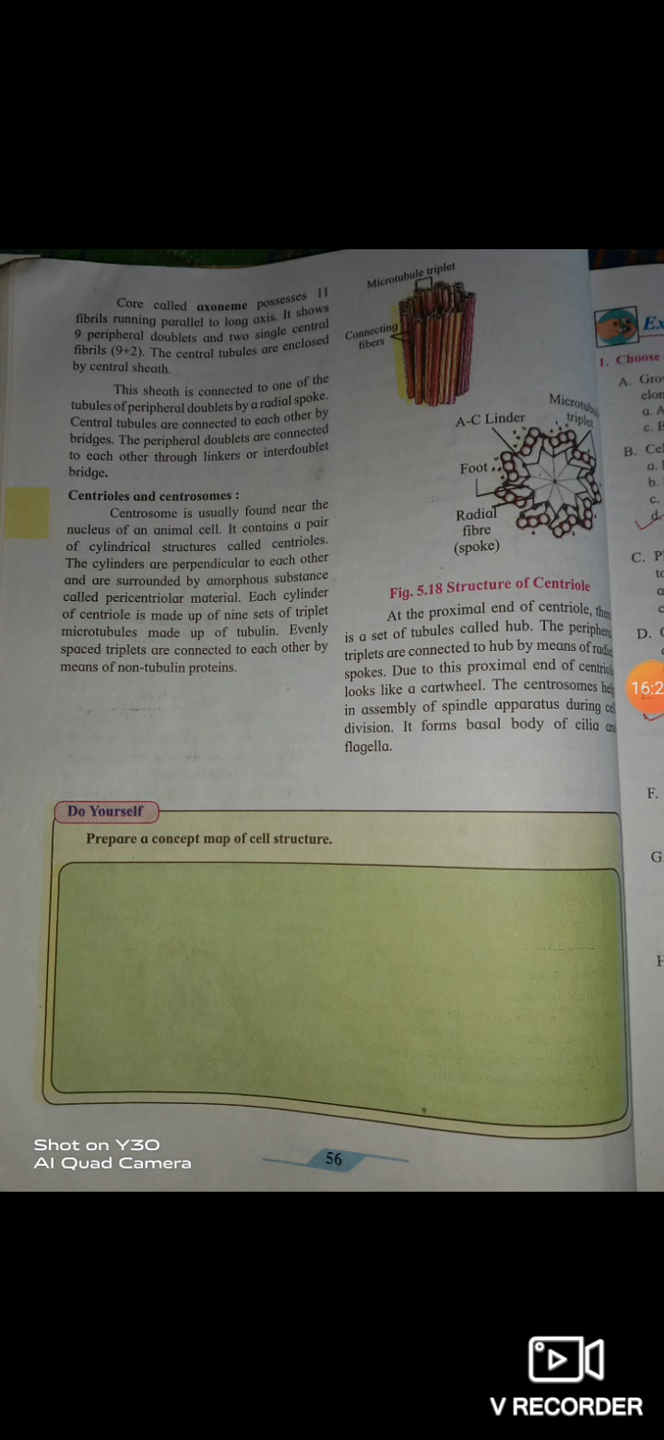 Core called axoneme possesses 11
fibrils running parallel to long axis. It shows
9 peripheral doublets and two single central
fibrils (9+2). The central tubules are enclosed
by central sheath.
This sheath is connected to one of the
tubules of peripheral doublets by a radial spoke.
Central tubules are connected to each other by
bridges. The peripheral doublets are connected
to each other through linkers or interdoublet
bridge.
Centrioles and centrosomes :
Centrosome is usually found near the
nucleus of an animal cell. It contains a pair
of cylindrical structures called centrioles.
The cylinders are perpendicular to each other
and are surrounded by amorphous substance
called pericentriolar material. Each cylinder
of centriole is made up of nine sets of triplet
microtubules made up of tubulin. Evenly
spaced triplets are connected to each other by
means of non-tubulin proteins.
Microtubule triplet
Connecting
fibers
A-C Linder
triplet
Foot
Radial
fibre
(spoke)
Fig. 5.18 Structure of Centriole
At the proximal end of centriole,
is a set of tubules called hub. The
triplets are connected to hub by means of
spokes. Due to this proximal end of
looks like a cartwheel. The centrosomes
in assembly of spindle apparatus during
division. It forms basal body of cilia
flagella.
Do Yourself
Prepare a concept map of cell structure.
56
1. Choose
A.
a.
c.
B.
a.
b.
c.
d.
C.
D.
F.
G
16:2
Shot on Y30
AI Quad Camera
V RECORDER